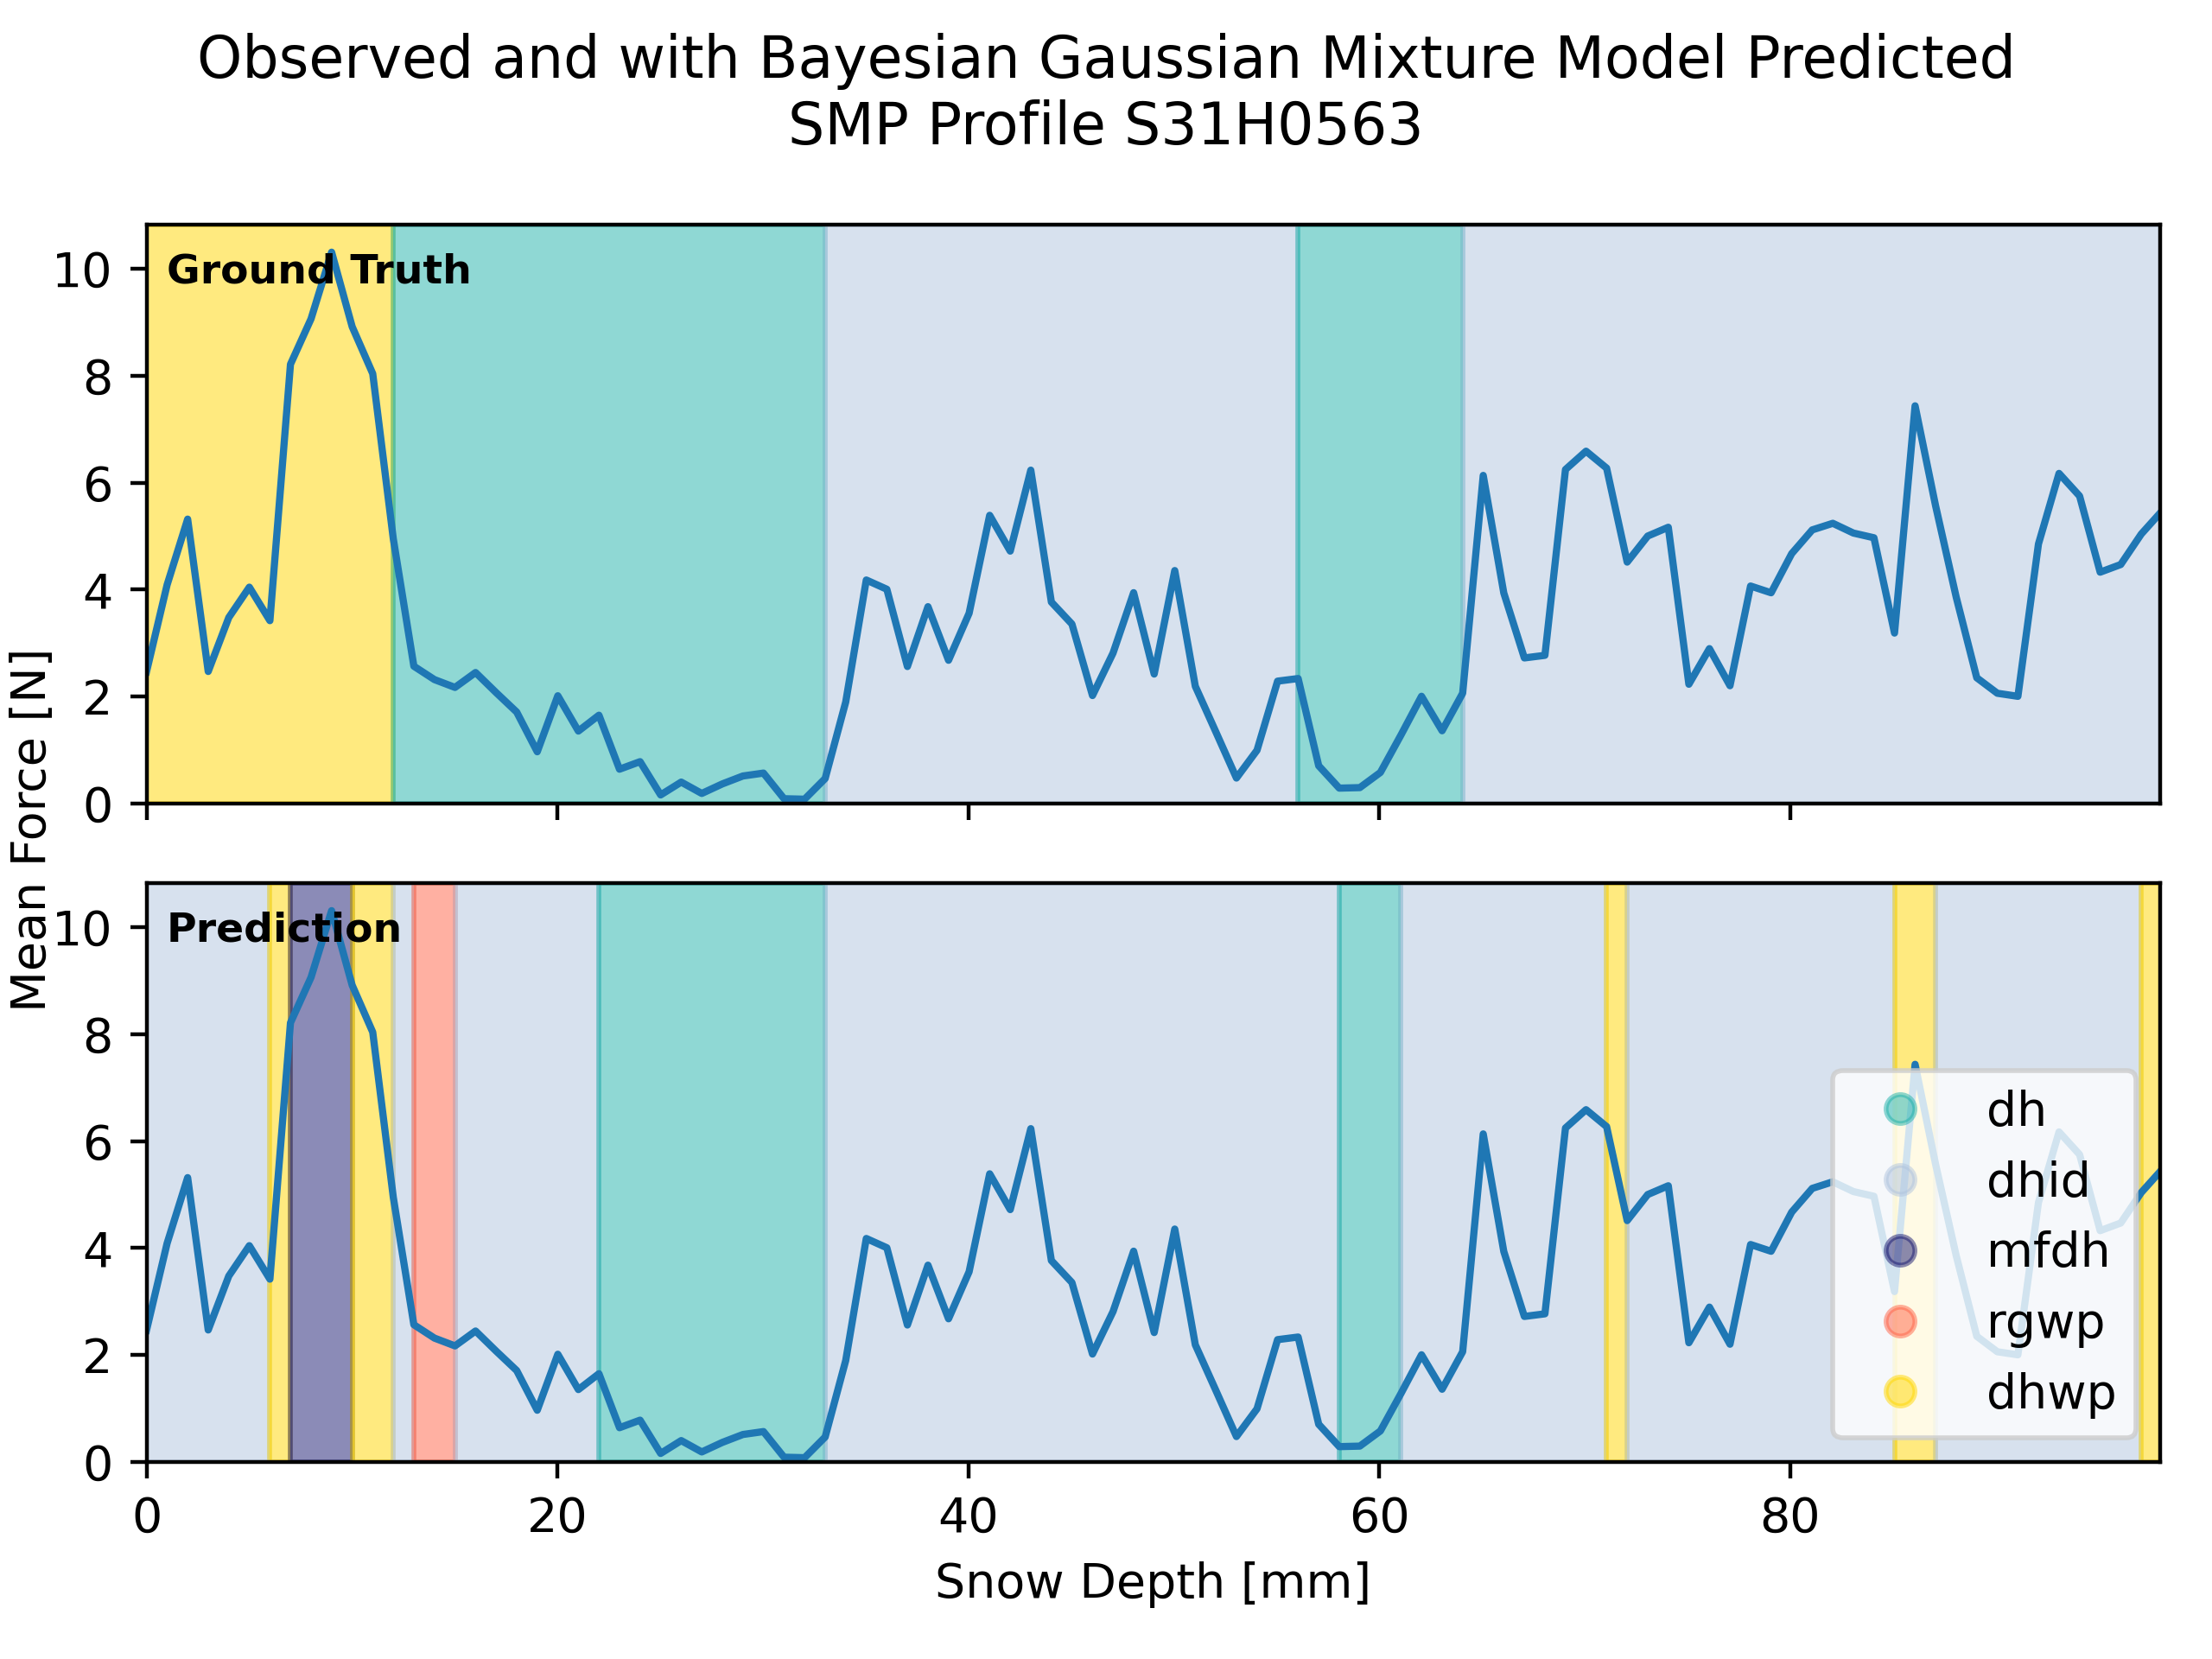 Observed and with Bayesian Gaussian Mixture Model Predicted
SMP Profile S31H0563
Mean Force [N]
10
8
6
4
2
0
Ground Truth
10
8
6
4
2
0
Prediction
dh
dhid
mfdh
rgwp
dhwp
0 20 40 60 80
Snow Depth [mm]